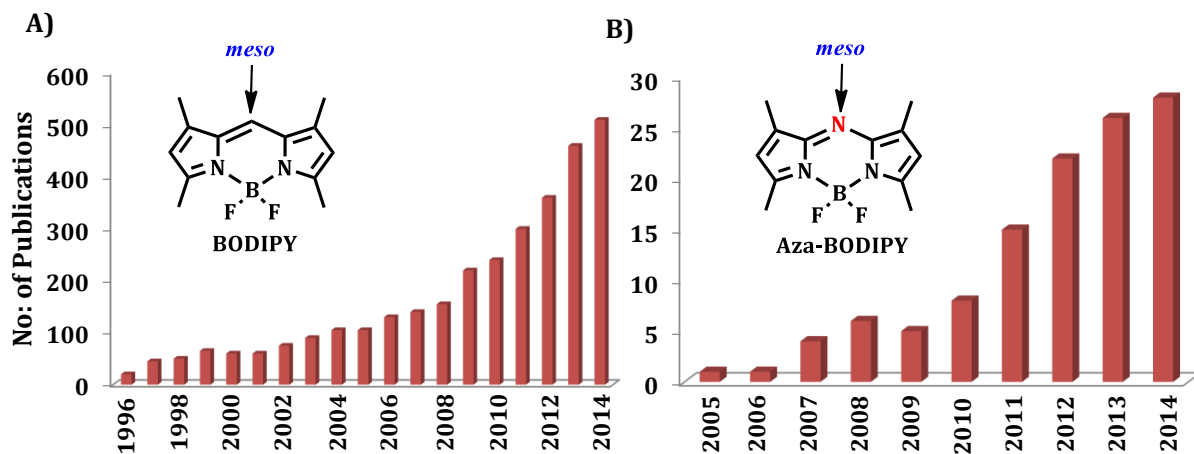 A)
meso
600
500
400
300
200
100
0
No: of Publications
N
N
B
F
F
BODIPY
1996
1998
2000
2002
2004
2006
2008
2010
2012
2014
B)
meso
30
25
20
15
10
5
0
N
N
N
B
F
F
Aza-BODIPY
2005
2006
2007
2008
2009
2010
2011
2012
2013
2014